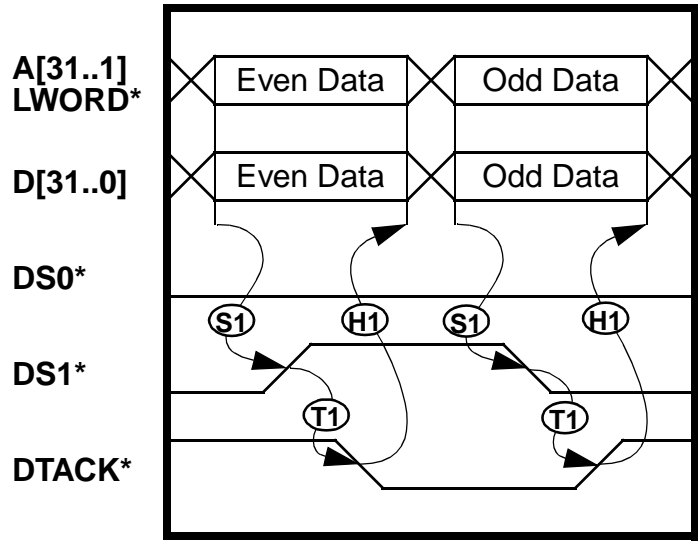 A[31..1]
LWORD*
Even Data
Odd Data
D[31..0]
Even Data
Odd Data
DS0*
S1
H1
S1
H1
DS1*
T1
T1
DTACK*